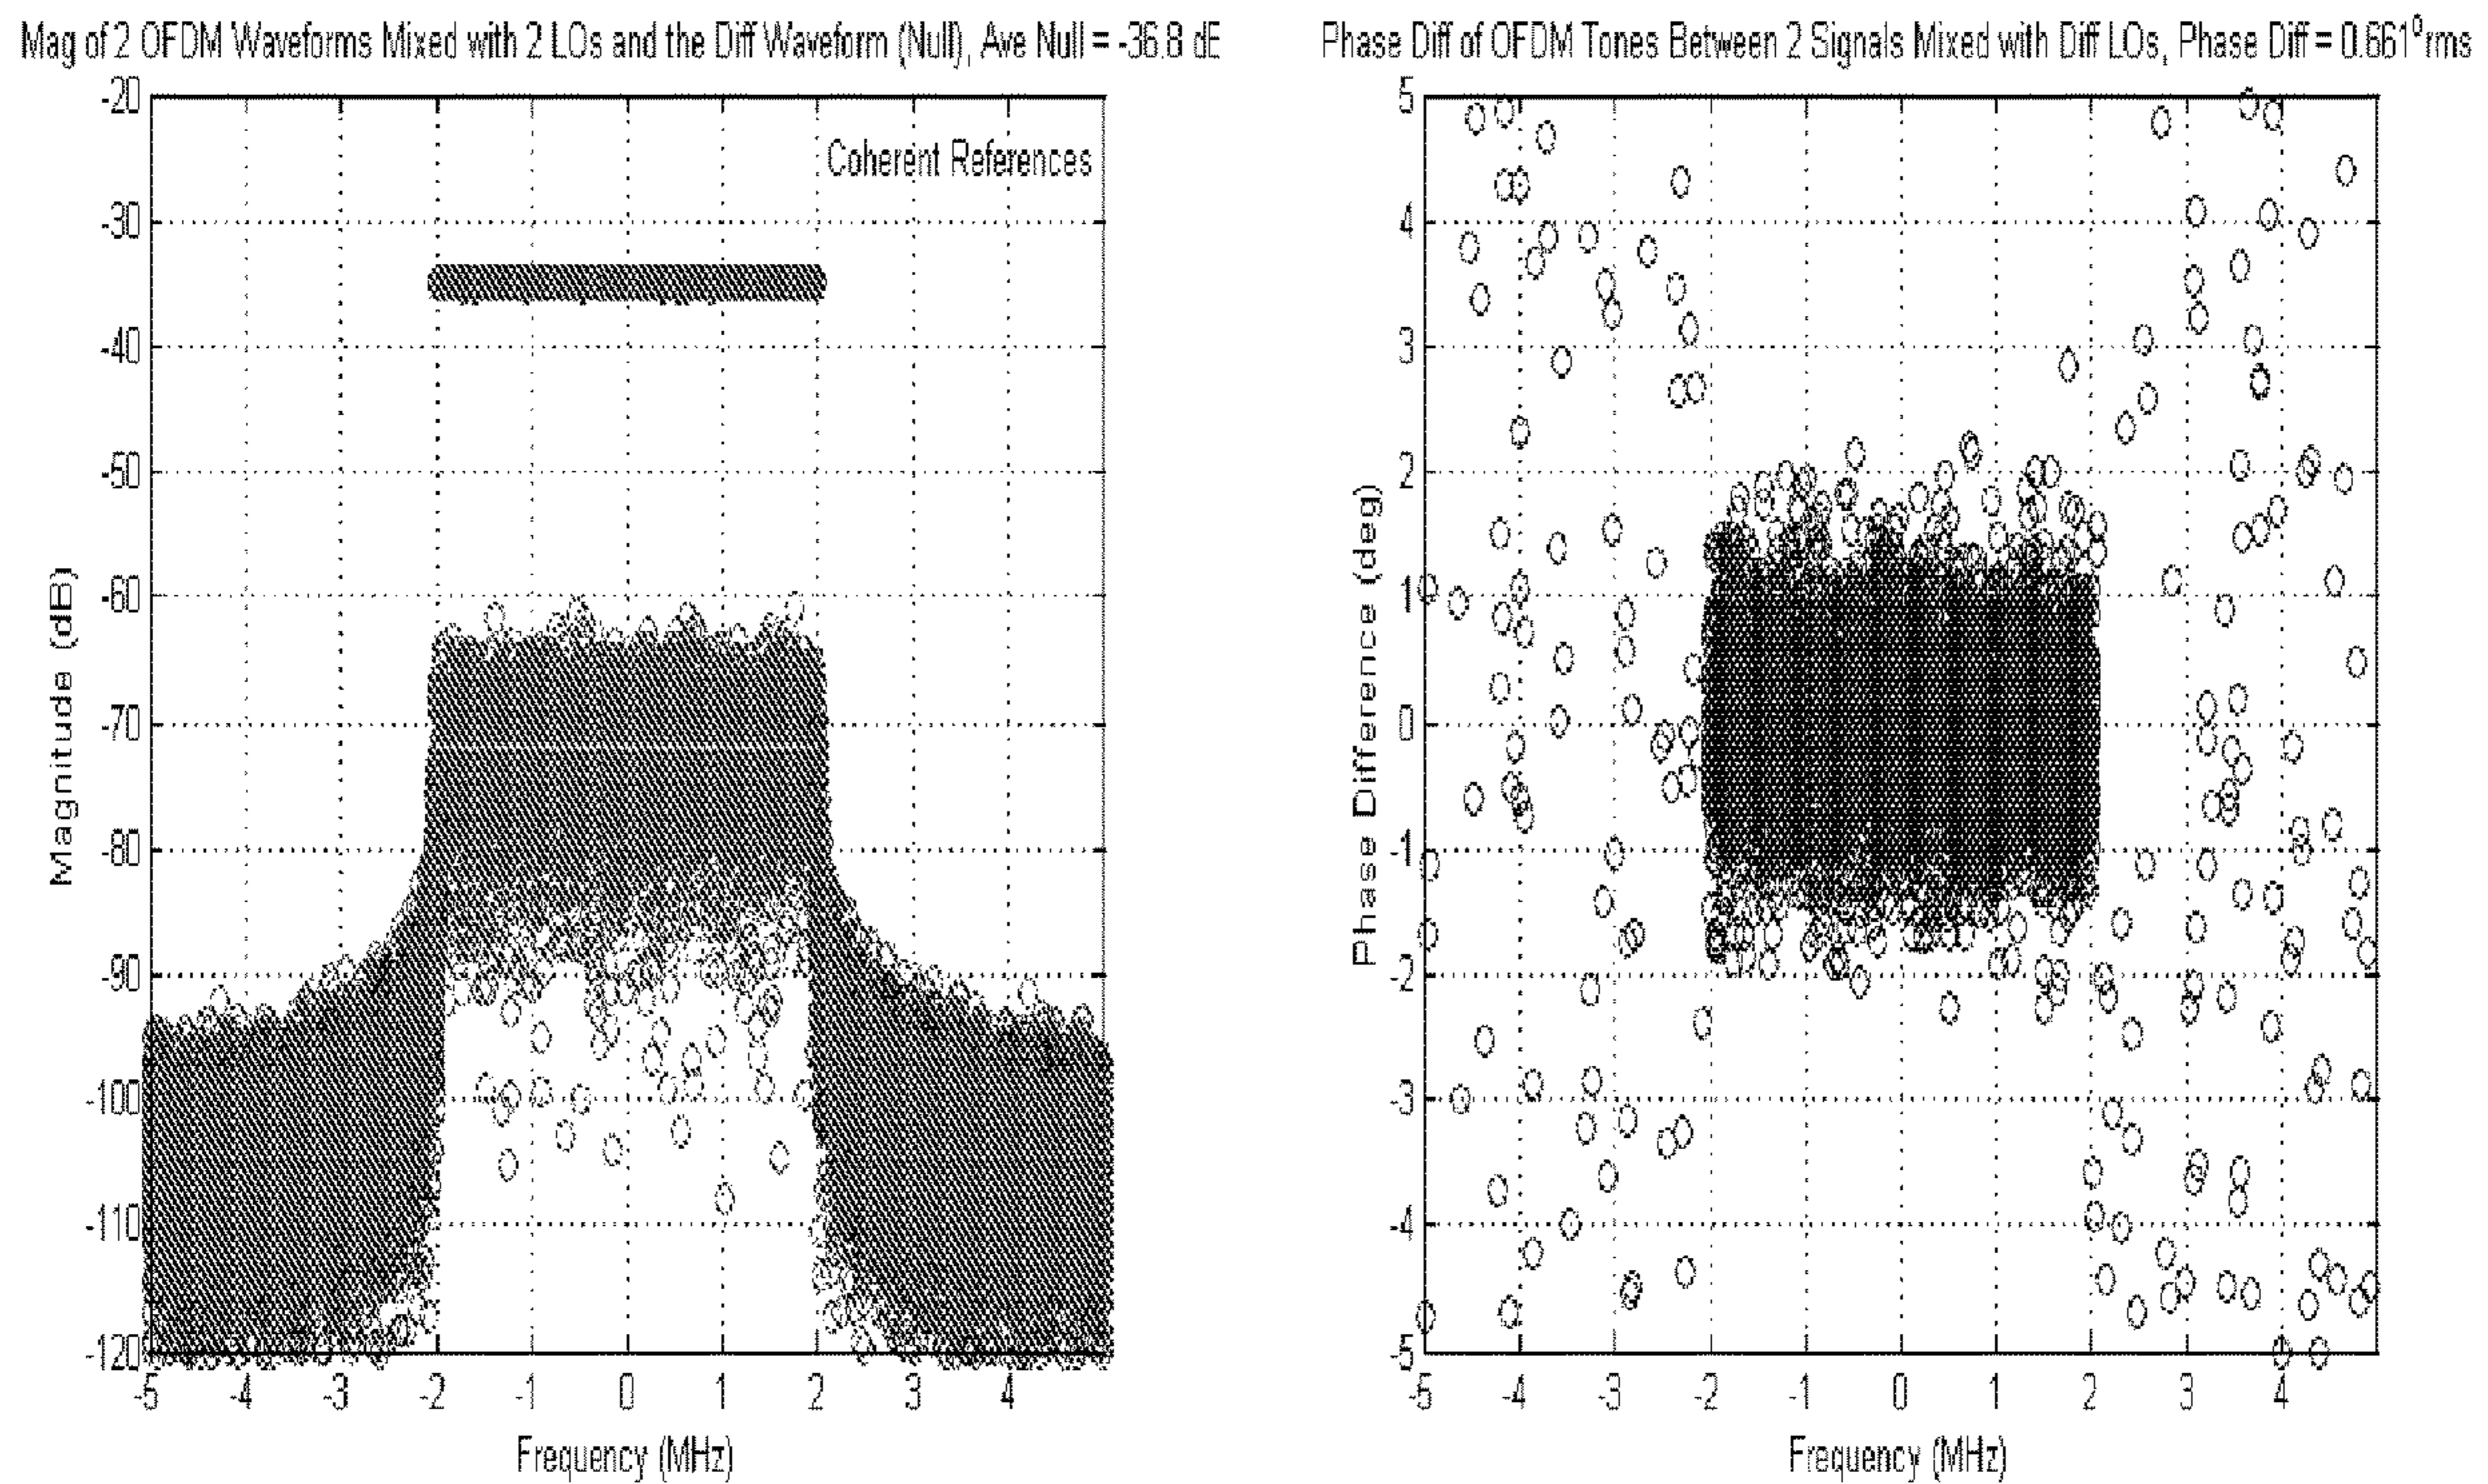 Mag of 2 OFDM Waveforms Mixed with 2 LOs and the Diff Waveform (Null), Ave Null = -36.8 dE
Coherent References
Magnitude (dB)
-20
-30
-40
-50
-60
-70
-80
-90
-100
-110
-120
-5 -4 -3 -2 -1 0 1 2 3 4
Frequency (MHz)
Phase Diff of OFDM Tones Between 2 Signals Mixed with Diff LOs, Phase Diff = 0.661⁰rms
Phase Difference (deg)
5
4
3
2
1
0
-1
-2
-3
-4
-5
-5 -4 -3 -2 -1 0 1 2 3 4
Frequency (MHz)